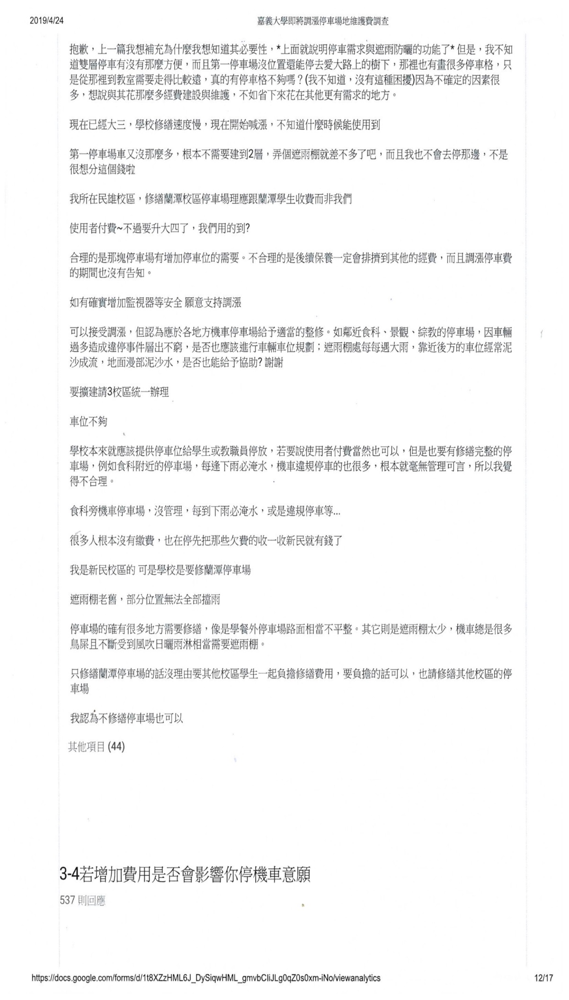 2019/4/24
嘉義大學即將調漲停車場地維護費調查
抱歉，上一篇我想補充為什麼我想知道其必要性，*上面就說明停車需求與遮雨防曬的功能了* 但是，我不知
道雙層停車有沒有那麼方便，而且第一停車場沒位置還能停去愛大路上的樹下，那裡也有畫很多停車格，只
是從那裡到教室需要走得比較遠，真的有停車格不夠嗎？(我不知道，沒有這種困擾)因為不確定的因素很
多，想說與其花那麼多經費建設與維護，不如省下來花在其他更有需求的地方。
現在已經大三，學校修繕速度慢，現在開始喊漲，不知道什麼時候能使用到
第一停車場車又沒那麼多，根本不需要建到2層，弄個遮雨棚就差不多了吧，而且我也不會去停那邊，不是
很想分這個錢啦
我所在民雄校區，修繕蘭潭校區停車場理應跟蘭潭學生收費而非我們
使用者付費~不過要升大四了，我們用的到?
合理的是那塊停車場有增加停車位的需要。不合理的是後續保養一定會排擠到其他的經費，而且調漲停車費
的期間也沒有告知。
如有確實增加監視器等安全 願意支持調漲
可以接受調漲，但認為應於各地方機車停車場給予適當的整修。如鄰近食科、景觀、綜教的停車場，因車輛
過多造成違停事件層出不窮，是否也應該進行車輛車位規劃；遮雨棚處每每遇大雨，靠近後方的車位經常泥
沙成流，地面漫部泥沙水，是否也能給予協助? 謝謝
要擴建請3校區統一辦理
車位不夠
學校本來就應該提供停車位給學生或教職員停放，若要說使用者付費當然也可以，但是也要有修繕完整的停
車場，例如食科附近的停車場，每逢下雨必淹水，機車違規停車的也很多，根本就毫無管理可言，所以我覺
得不合理。
食科旁機車停車場，沒管理，每到下雨必淹水，或是違規停車等...
很多人根本沒有繳費，也在停先把那些欠費的收一收新民就有錢了
我是新民校區的 可是學校是要修蘭潭停車場
遮雨棚老舊，部分位置無法全部擋雨
停車場的確有很多地方需要修繕，像是學餐外停車場路面相當不平整。其它則是遮雨棚太少，機車總是很多
鳥屎且不斷受到風吹日曬雨淋相當需要遮雨棚。
只修繕蘭潭停車場的話沒理由要其他校區學生一起負擔修繕費用，要負擔的話可以，也請修繕其他校區的停
車場
我認為不修繕停車場也可以
其他項目 (44)
3-4若增加費用是否會影響你停機車意願
537 則回應
https://docs.google.com/forms/d/1t8XZzHML6J_DySiqwHML_gmvbCIiJLg0qZ0s0xm-iNo/viewanalytics
12/17